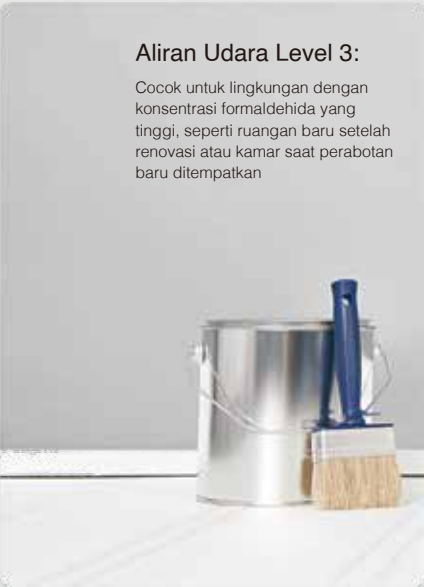 Aliran Udara Level 3:
Cocok untuk lingkungan dengan
konsentrasi formaldehida yang
tinggi, seperti ruangan baru setelah
renovasi atau kamar saat perabotan
baru ditempatkan